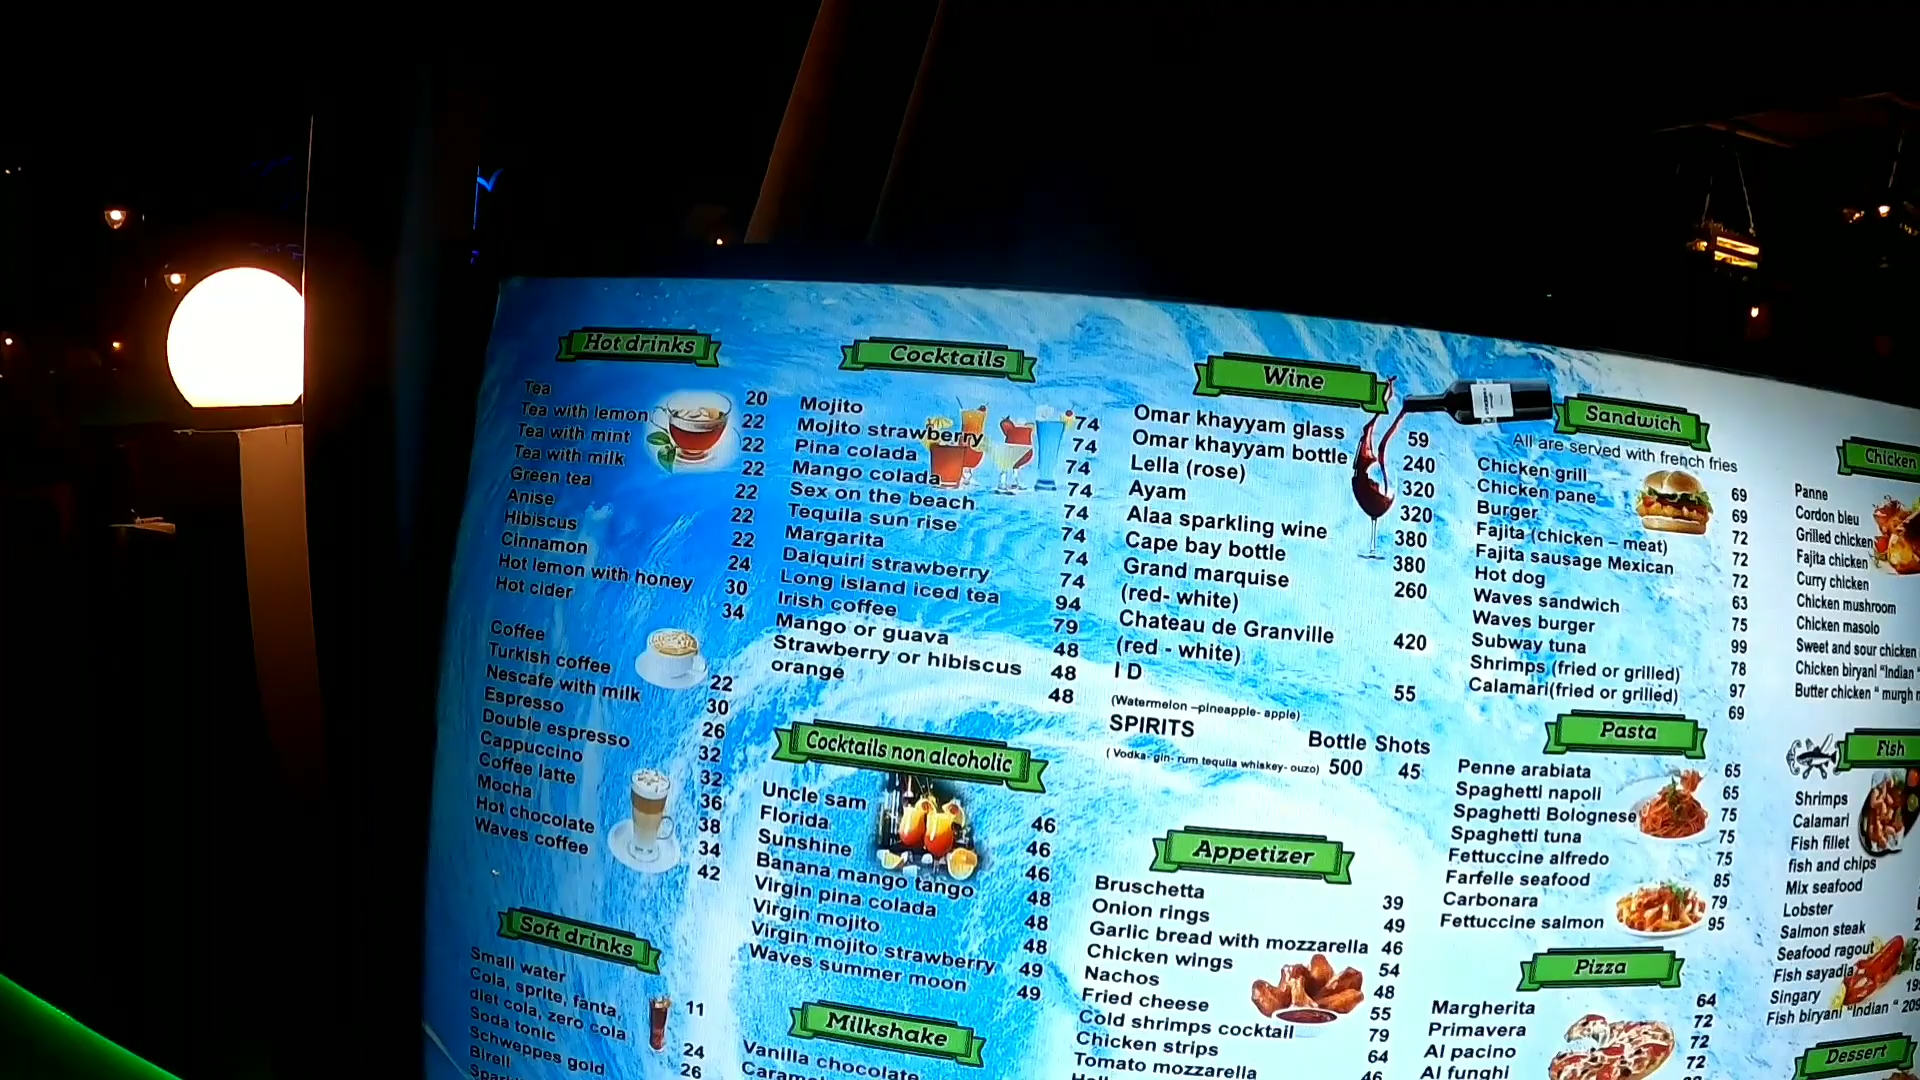 Hot drinks
Tea 20
Tea with lemon 22
Tea with mint 22
Tea with milk 22
Green tea 22
Anise 22
Hibiscus 22
Cinnamon 24
Hot lemon with honey 30
Hot cider 34
Coffee
Turkish coffee 22
Nescafe with milk 30
Espresso 26
Double espresso 32
Cappuccino 32
Coffee latte 36
Mocha 38
Hot chocolate 34
Waves coffee 42
Soft drinks
Small water 11
Cola, sprite, fanta,
diet cola, zero cola 24
Soda tonic 26
Schweppes gold
Birell
Cocktails
Mojito 74
Mojito strawberry 74
Pina colada 74
Mango colada 74
Sex on the beach 74
Tequila sun rise 74
Margarita 74
Daiquiri strawberry 74
Long island iced tea 94
Irish coffee 79
Mango or guava 48
Strawberry or hibiscus 48
orange 48
Cocktails non alcoholic
Uncle sam 46
Florida 46
Sunshine 46
Banana mango tango 48
Virgin pina colada 48
Virgin mojito 48
Virgin mojito strawberry 49
Waves summer moon 49
Milkshake
Vanilla chocolate
Wine
Omar khayyam glass 59
Omar khayyam bottle 240
Lella (rose) 320
Ayam 320
Alaa sparkling wine 380
Cape bay bottle 380
Grand marquise 260
(red- white)
Chateau de Granville 420
(red - white)
I D 55
(Watermelon –pineapple- apple)
SPIRITS Bottle Shots
( Vodka- gin- rum tequila whiskey- ouzo) 500 45
Appetizer
Bruschetta 39
Onion rings 49
Garlic bread with mozzarella 46
Chicken wings 54
Nachos 48
Fried cheese 55
Cold shrimps cocktail 79
Chicken strips 64
Tomato mozzarella 46
Sandwich
All are served with french fries
Chicken grill 69
Chicken pane 69
Burger 72
Fajita (chicken – meat) 72
Fajita sausage Mexican 72
Hot dog 63
Waves sandwich 75
Waves burger 99
Subway tuna 78
Shrimps (fried or grilled) 97
Calamari(fried or grilled) 69
Pasta
Penne arabiata 65
Spaghetti napoli 65
Spaghetti Bolognese 75
Spaghetti tuna 75
Fettuccine alfredo 75
Farfelle seafood 85
Carbonara 79
Fettuccine salmon 95
Pizza
Margherita 64
Primavera 72
Al pacino 72
Al funghi 72
Chicken
Panne
Cordon bleu
Grilled chicken
Fajita chicken
Curry chicken
Chicken mushroom
Chicken masolo
Sweet and sour chicken
Chicken biryani "Indian "
Butter chicken " murgh
Fish
Shrimps
Calamari
Fish fillet
fish and chips
Mix seafood
Lobster
Salmon steak
Seafood ragout
Fish sayadia
Singary
Fish biryani "Indian " 205
Dessert